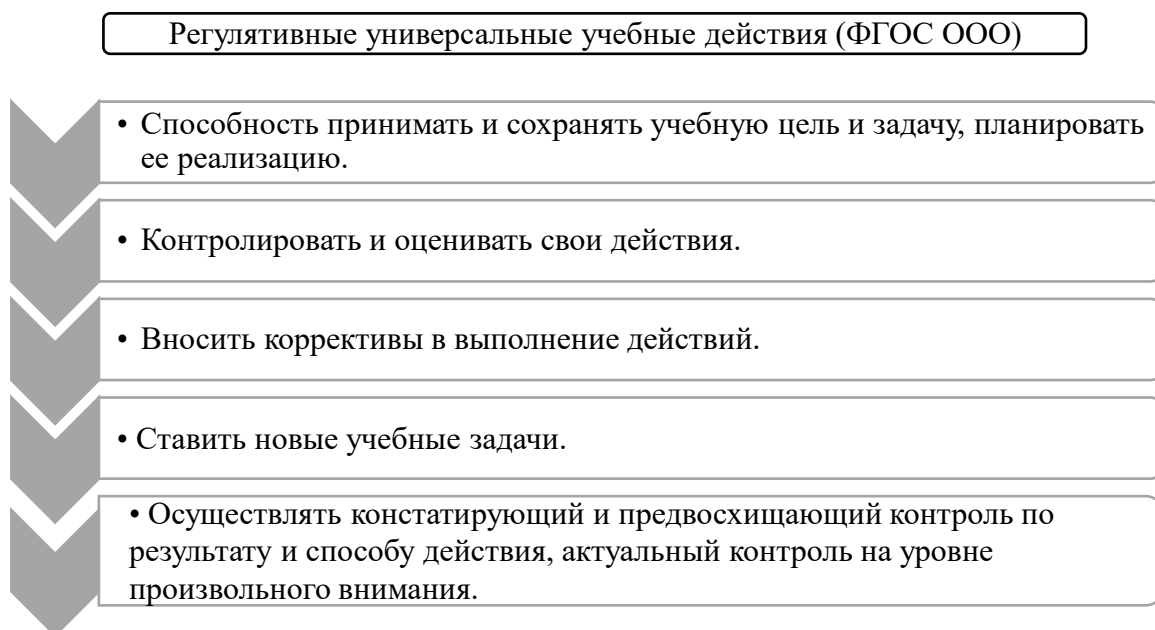 Регулятивные универсальные учебные действия (ФГОС ООО)
• Способность принимать и сохранять учебную цель и задачу, планировать
ее реализацию.
• Контролировать и оценивать свои действия.
• Вносить коррективы в выполнение действий.
• Ставить новые учебные задачи.
• Осуществлять констатирующий и предвосхищающий контроль по
результату и способу действия, актуальный контроль на уровне
произвольного внимания.